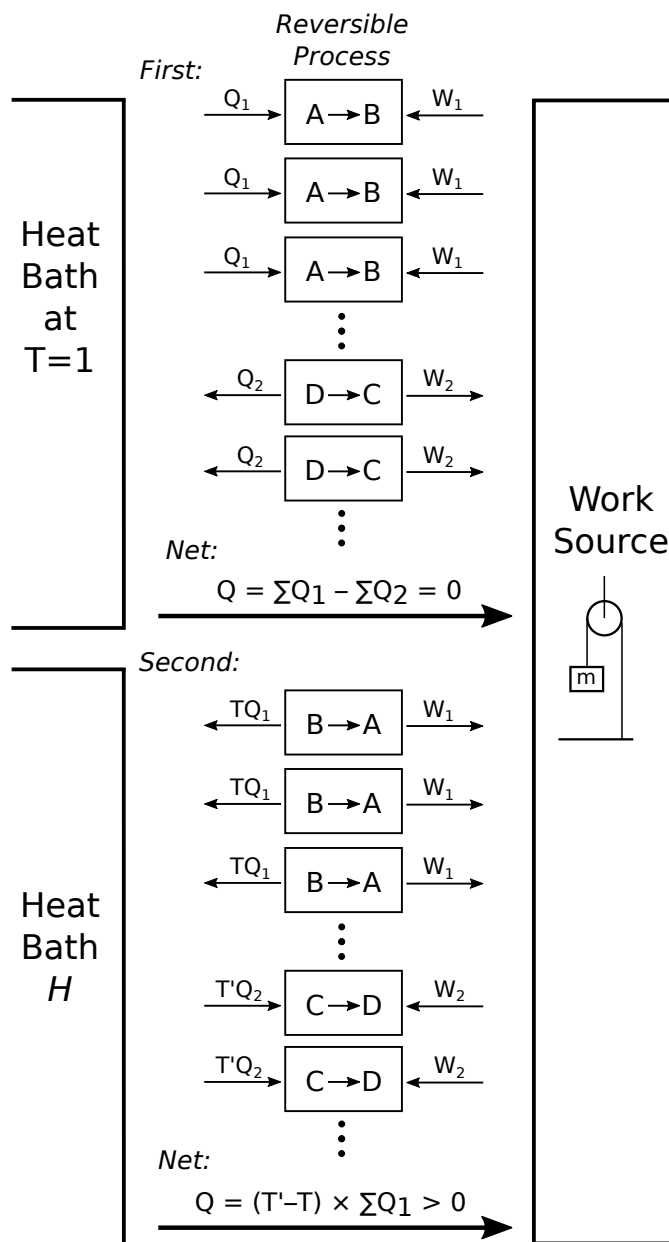 Reversible
Process
First:
Q₁ A→B W₁
Q₁ A→B W₁
Q₁ A→B W₁
Heat
Bath
at
T=1
Q₂ D→C W₂
Q₂ D→C W₂
Net:
Q = ∑Q₁ – ∑Q₂ = 0
Work
Source
m
Second:
TQ₁ B→A W₁
TQ₁ B→A W₁
TQ₁ B→A W₁
Heat
Bath
H
T'Q₂ C→D W₂
T'Q₂ C→D W₂
Net:
Q = (T'–T) × ∑Q₁ > 0